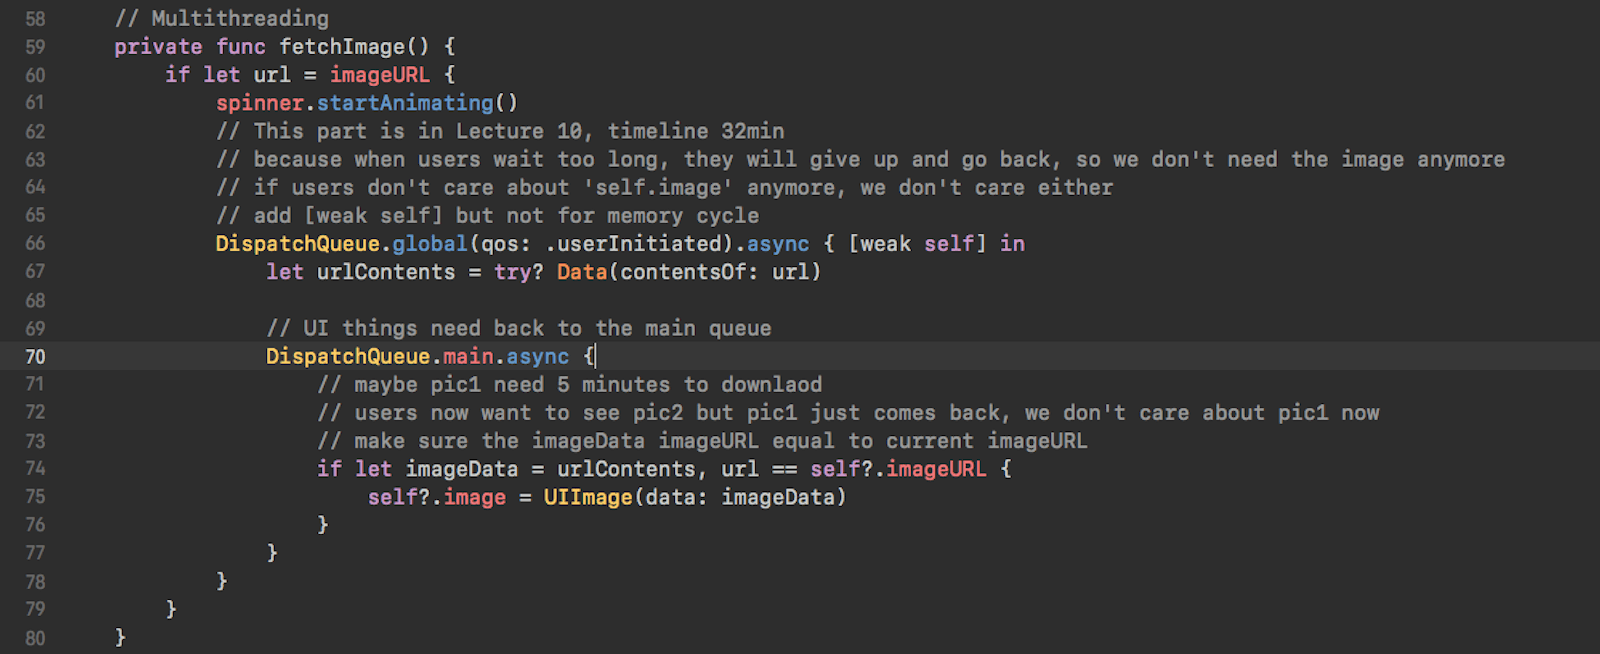 58 // Multithreading
59 private func fetchImage() {
60 if let url = imageURL {
61 spinner.startAnimating()
62 // This part is in Lecture 10, timeline 32min
63 // because when users wait too long, they will give up and go back, so we don't need the image anymore
64 // if users don't care about 'self.image' anymore, we don't care either
65 // add [weak self] but not for memory cycle
66 DispatchQueue.global(qos: .userInitiated).async { [weak self] in
67 let urlContents = try? Data(contentsOf: url)
68
69 // UI things need back to the main queue
70 DispatchQueue.main.async {
71 // maybe pic1 need 5 minutes to downlaod
72 // users now want to see pic2 but pic1 just comes back, we don't care about pic1 now
73 // make sure the imageData imageURL equal to current imageURL
74 if let imageData = urlContents, url == self?.imageURL {
75 self?.image = UIImage(data: imageData)
76 }
77 }
78 }
79 }
80 }